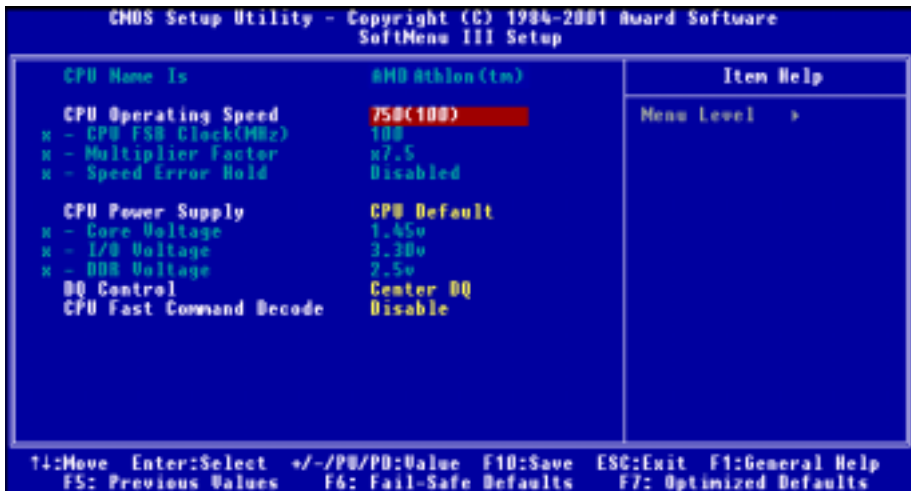 CMOS Setup Utility - Copyright (C) 1984-2001 Award Software
SoftMenu III Setup
CPU Name Is AMD Athlon(tm)
Item Help
CPU Operating Speed 750(100)
Menu Level ▸
x - CPU FSB Clock(MHz) 100
x - Multiplier Factor x7.5
x - Speed Error Hold Disabled
CPU Power Supply CPU Default
x - Core Voltage 1.45v
x - I/O Voltage 3.30v
x - DDR Voltage 2.5v
DQ Control Center DQ
CPU Fast Command Decode Disable
↑↓:Move Enter:Select +/-/PU/PD:Value F10:Save ESC:Exit F1:General Help
F5: Previous Values F6: Fail-Safe Defaults F7: Optimized Defaults